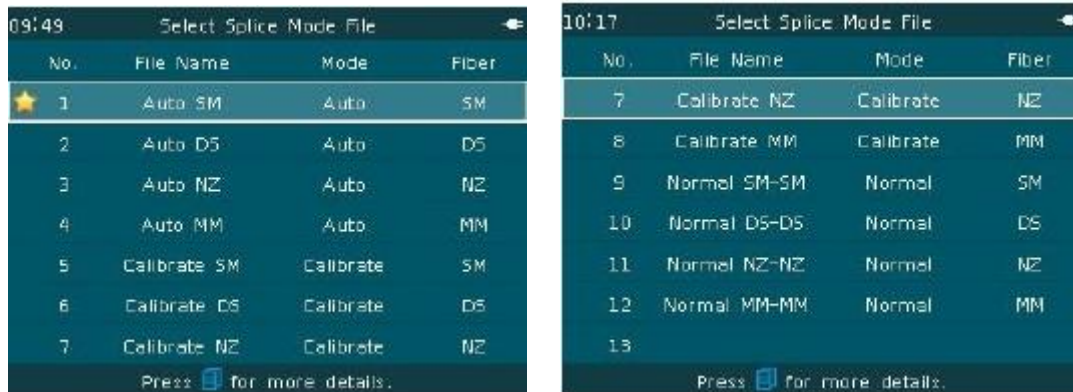 09:49 Select Splice Mode File
No. File Name Mode Fiber
1 Auto SM Auto SM
2 Auto DS Auto DS
3 Auto NZ Auto NZ
4 Auto MM Auto MM
5 Calibrate SM Calibrate SM
6 Calibrate DS Calibrate DS
7 Calibrate NZ Calibrate NZ
Press for more details.
10:17 Select Splice Mode File
No. File Name Mode Fiber
7 Calibrate NZ Calibrate NZ
8 Calibrate MM Calibrate MM
9 Normal SM-SM Normal SM
10 Normal DS-DS Normal DS
11 Normal NZ-NZ Normal NZ
12 Normal MM-MM Normal MM
13
Press for more details.